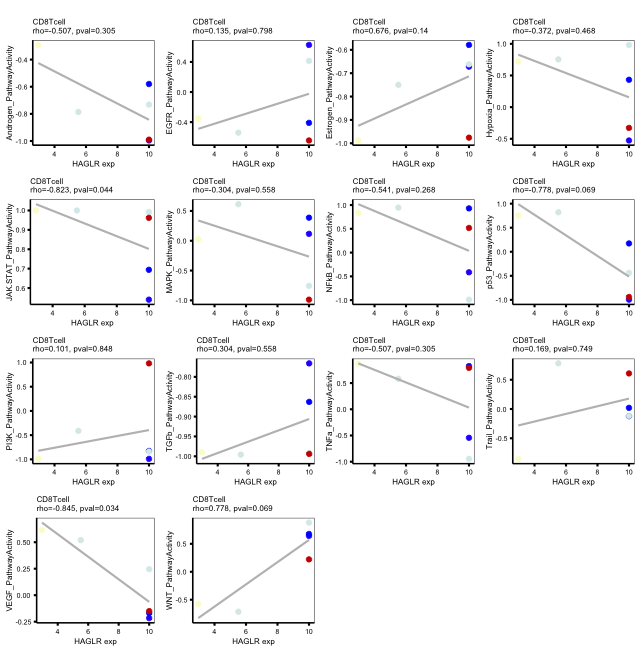 CD8Tcell
rho=-0.507, pval=0.305
CD8Tcell
rho=0.135, pval=0.798
CD8Tcell
rho=0.676, pval=0.14
CD8Tcell
rho=-0.372, pval=0.468
Androgen_PathwayActivity
-0.4
-0.6
-0.8
-1.0
4 6 8 10
HAGLR exp
EGFR_PathwayActivity
0.4
0.0
-0.4
4 6 8 10
HAGLR exp
Estrogen_PathwayActivity
-0.6
-0.7
-0.8
-0.9
-1.0
4 6 8 10
HAGLR exp
Hypoxia_PathwayActivity
1.0
0.5
0.0
-0.5
4 6 8 10
HAGLR exp
CD8Tcell
rho=-0.823, pval=0.044
CD8Tcell
rho=-0.304, pval=0.558
CD8Tcell
rho=-0.541, pval=0.268
CD8Tcell
rho=-0.778, pval=0.069
JAK.STAT_PathwayActivity
1.0
0.9
0.8
0.7
0.6
4 6 8 10
HAGLR exp
MAPK_PathwayActivity
0.5
0.0
-0.5
-1.0
4 6 8 10
HAGLR exp
NFkB_PathwayActivity
1.0
0.5
0.0
-0.5
-1.0
4 6 8 10
HAGLR exp
p53_PathwayActivity
1.0
0.5
0.0
-0.5
-1.0
4 6 8 10
HAGLR exp
CD8Tcell
rho=0.101, pval=0.848
CD8Tcell
rho=0.304, pval=0.558
CD8Tcell
rho=-0.507, pval=0.305
CD8Tcell
rho=0.169, pval=0.749
PI3K_PathwayActivity
1.0
0.5
0.0
-0.5
-1.0
4 6 8 10
HAGLR exp
TGFb_PathwayActivity
-0.80
-0.85
-0.90
-0.95
-1.00
4 6 8 10
HAGLR exp
TNFa_PathwayActivity
0.5
0.0
-0.5
-1.0
4 6 8 10
HAGLR exp
Trail_PathwayActivity
0.5
0.0
-0.5
4 6 8 10
HAGLR exp
CD8Tcell
rho=-0.845, pval=0.034
CD8Tcell
rho=0.778, pval=0.069
VEGF_PathwayActivity
0.50
0.25
0.00
-0.25
4 6 8 10
HAGLR exp
WNT_PathwayActivity
0.5
0.0
-0.5
4 6 8 10
HAGLR exp